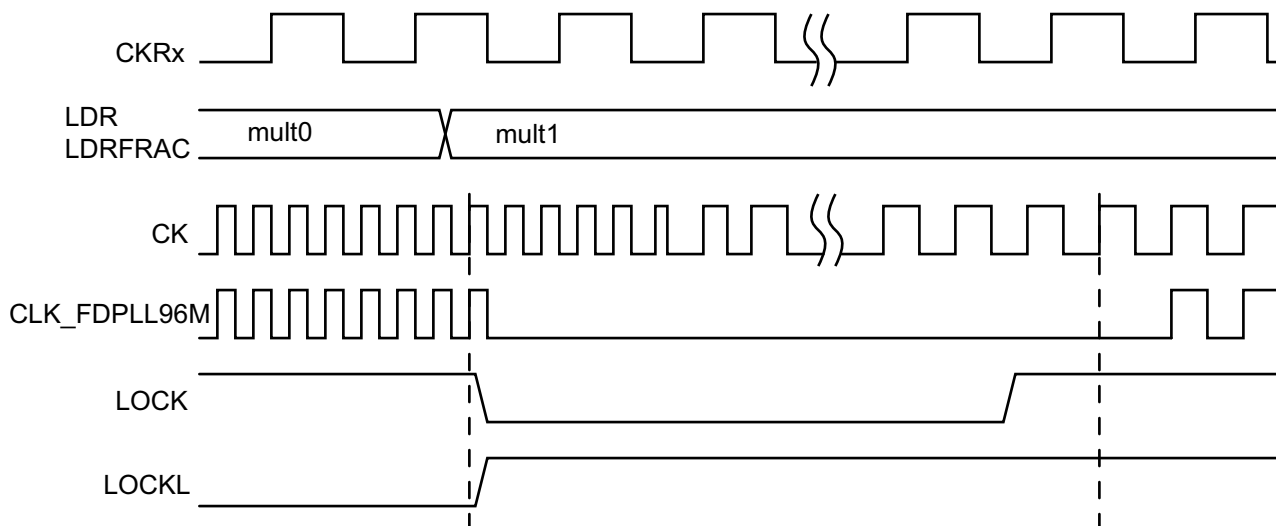 CKRx
LDR
LDRFRAC
mult0
mult1
CK
CLK_FDPLL96M
LOCK
LOCKL